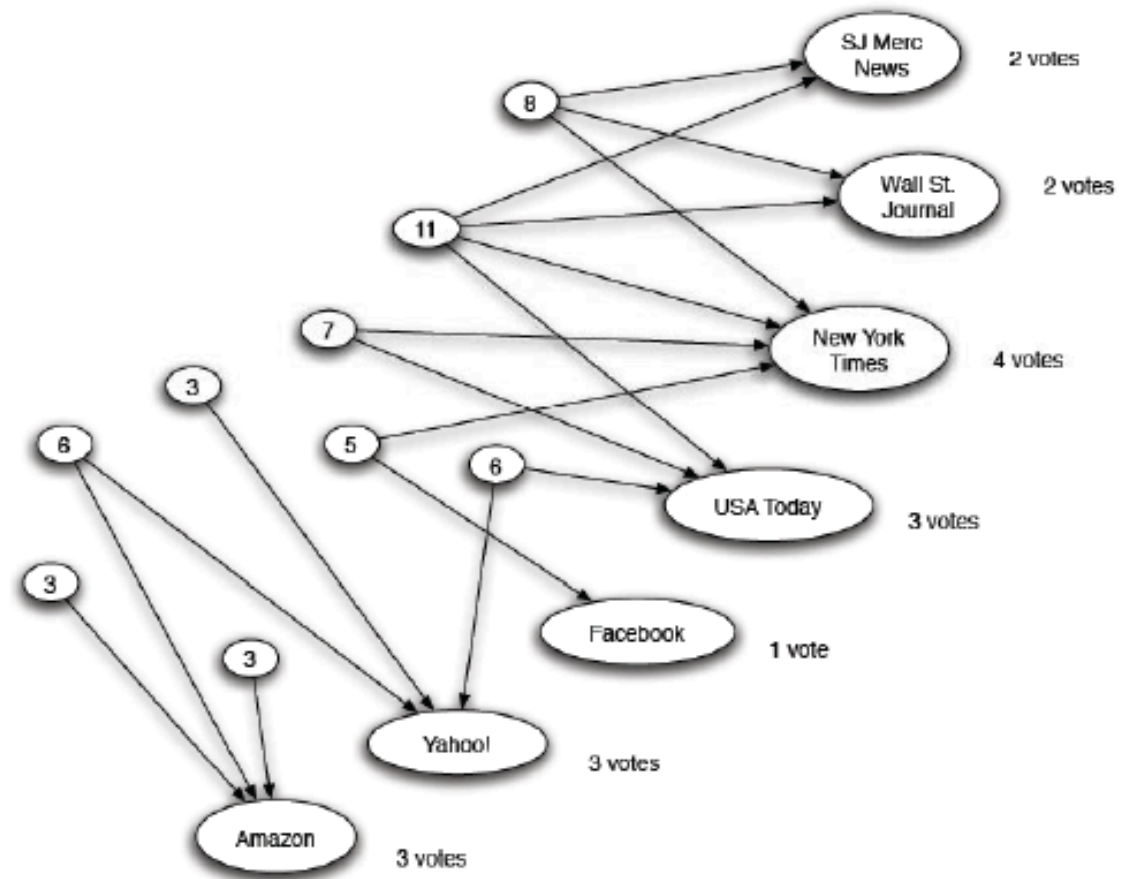 SJ Merc
News
2 votes
8
Wall St.
Journal
2 votes
11
7
New York
Times
4 votes
3
6
5
6
USA Today
3 votes
3
Facebook
1 vote
3
Yahoo!
3 votes
Amazon
3 votes